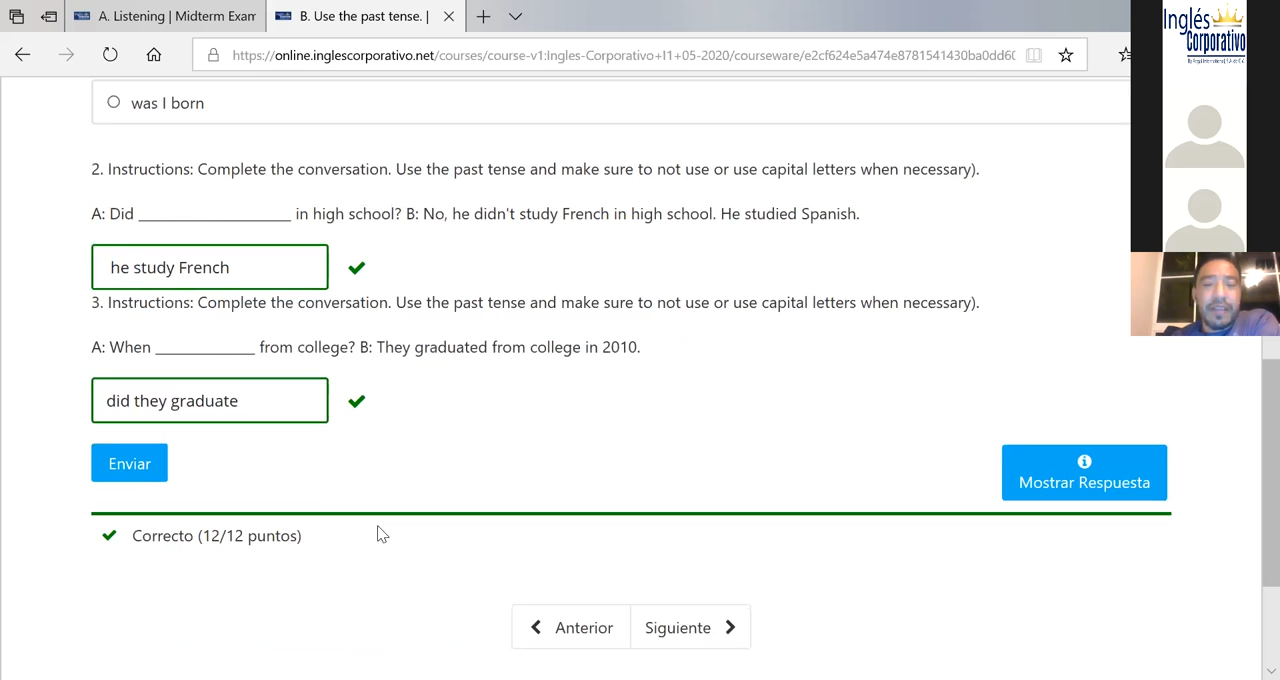 A. Listening | Midterm Exam
B. Use the past tense. |
https://online.inglescorporativo.net/courses/course-v1:Ingles-Corporativo+I1+05-2020/courseware/e2cf624e5a474e8781541430ba0dd60
Inglés
Corporativo
was I born
2. Instructions: Complete the conversation. Use the past tense and make sure to not use or use capital letters when necessary).
A: Did ____________________ in high school? B: No, he didn't study French in high school. He studied Spanish.
he study French
3. Instructions: Complete the conversation. Use the past tense and make sure to not use or use capital letters when necessary).
A: When _____________ from college? B: They graduated from college in 2010.
did they graduate
Enviar
Mostrar Respuesta
Correcto (12/12 puntos)
Anterior
Siguiente